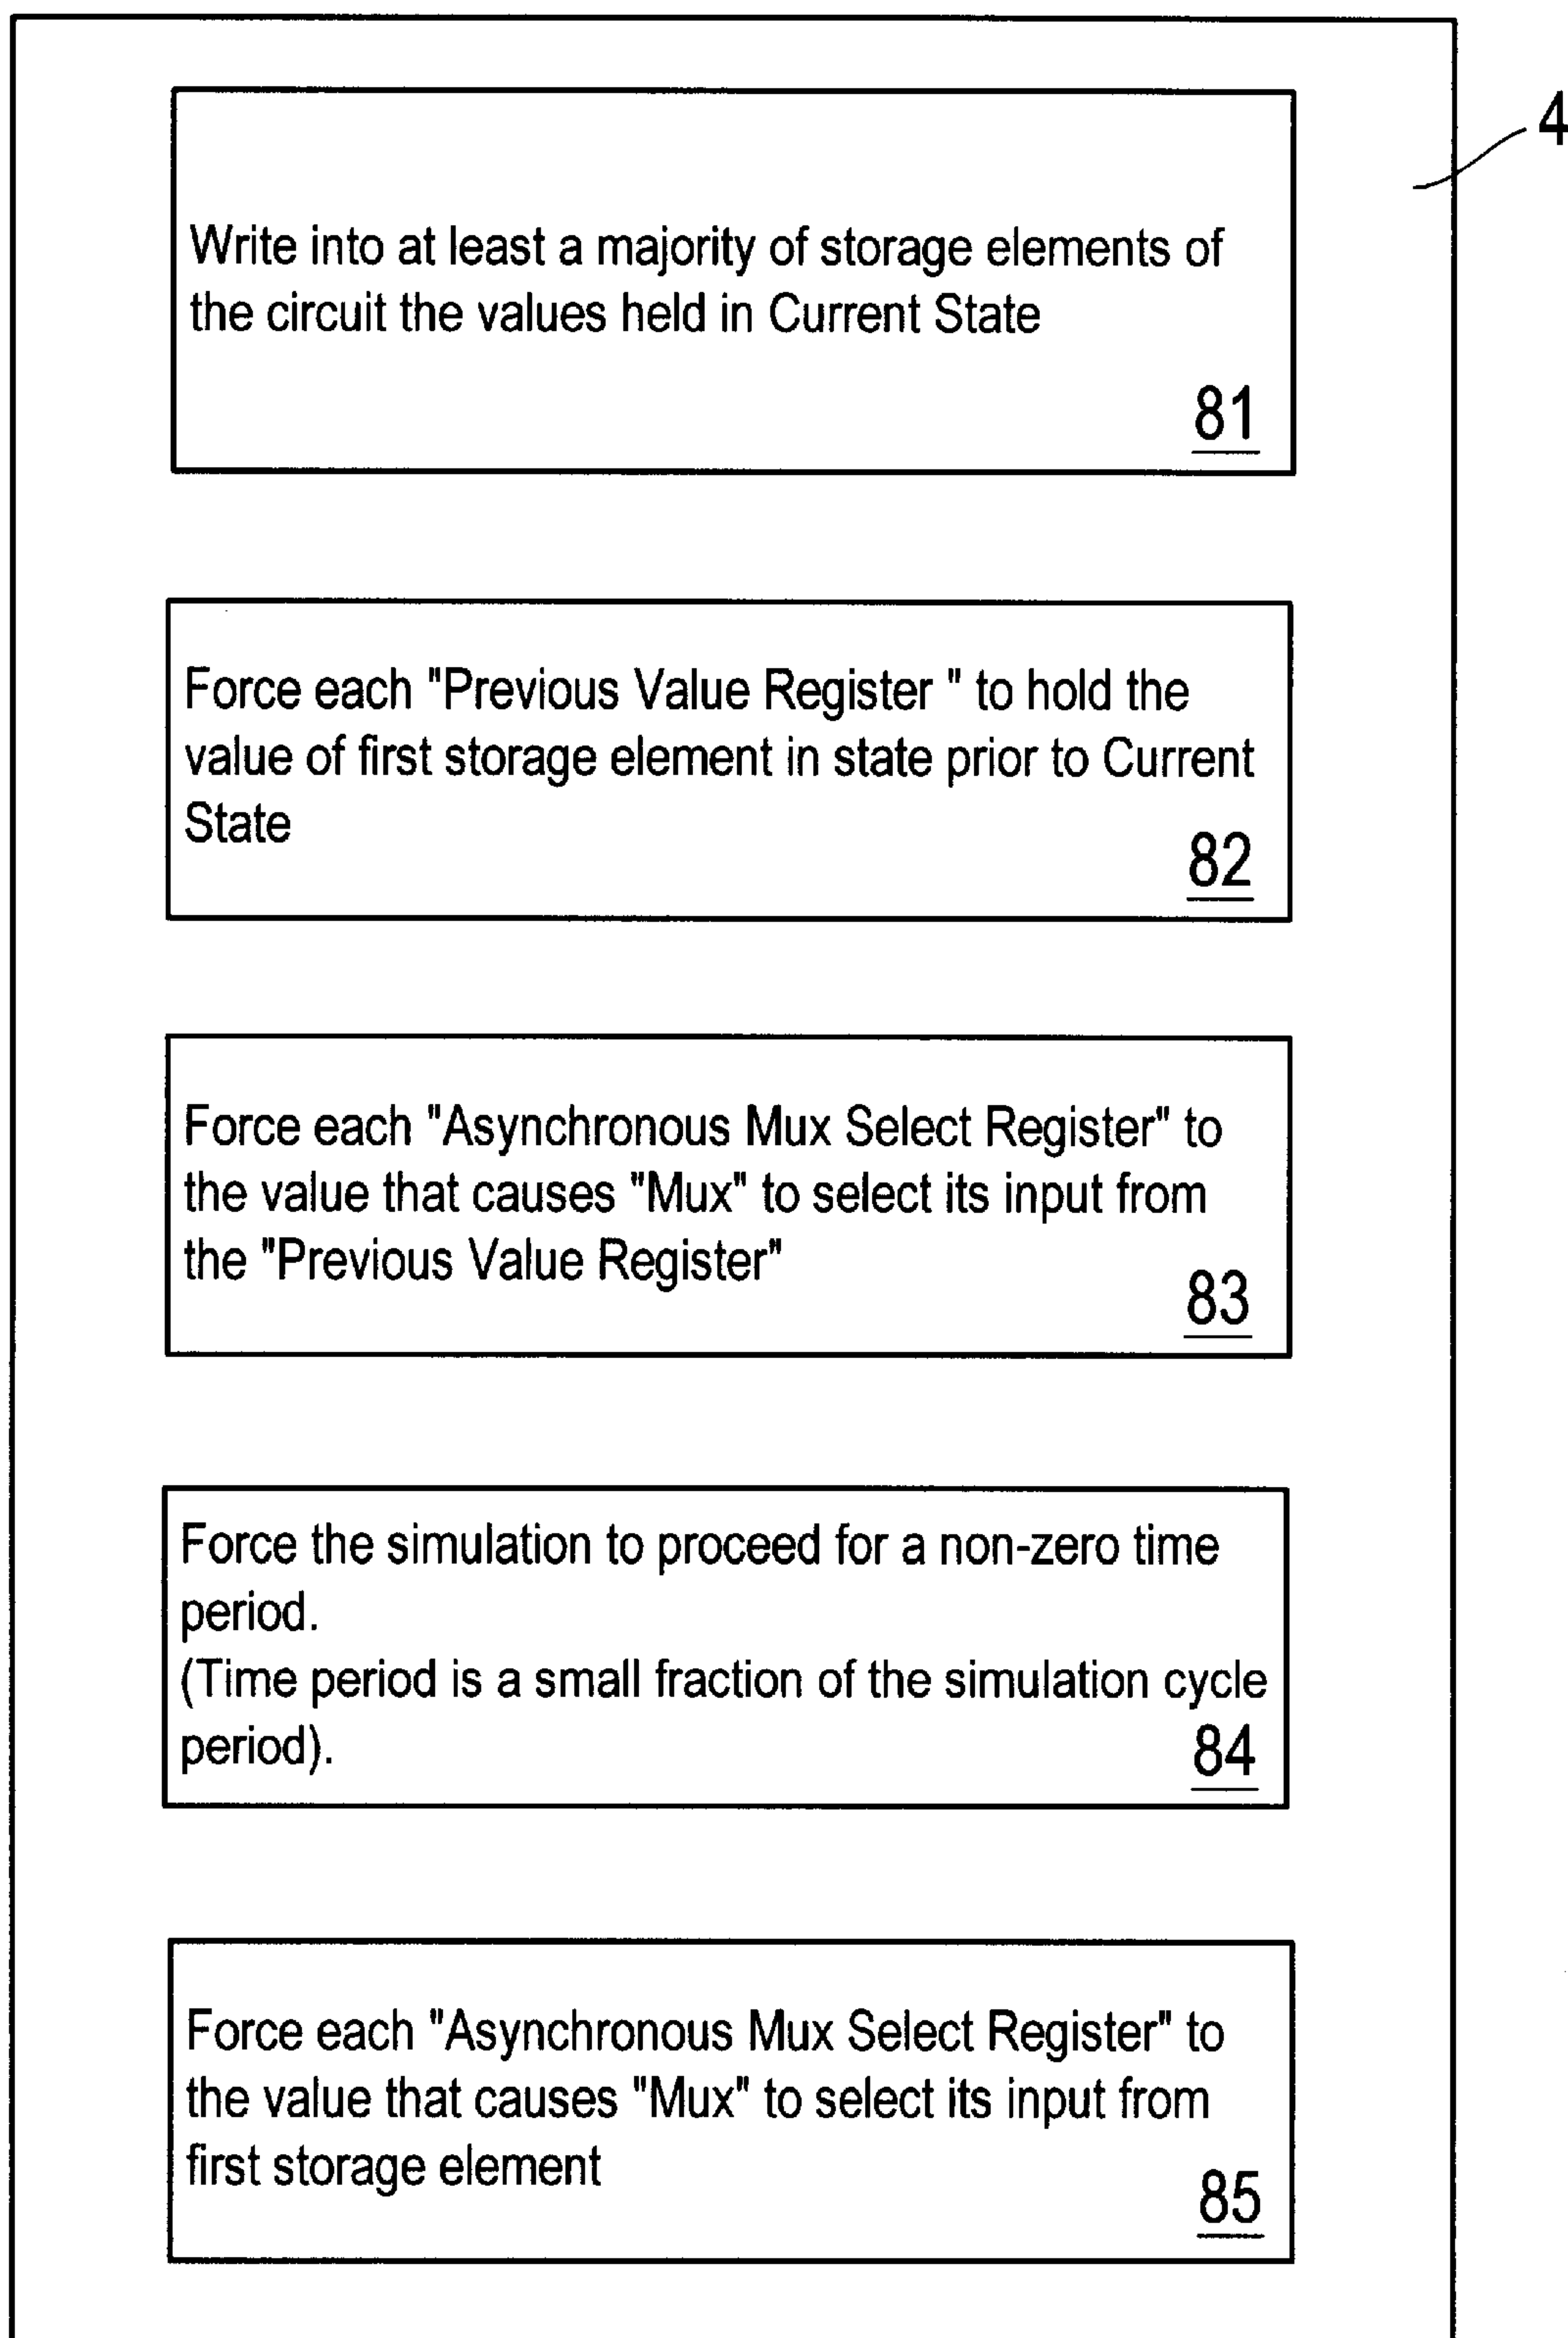 4
Write into at least a majority of storage elements of
the circuit the values held in Current State
81
Force each "Previous Value Register " to hold the
value of first storage element in state prior to Current
State
82
Force each "Asynchronous Mux Select Register" to
the value that causes "Mux" to select its input from
the "Previous Value Register"
83
Force the simulation to proceed for a non-zero time
period.
(Time period is a small fraction of the simulation cycle
period).
84
Force each "Asynchronous Mux Select Register" to
the value that causes "Mux" to select its input from
first storage element
85